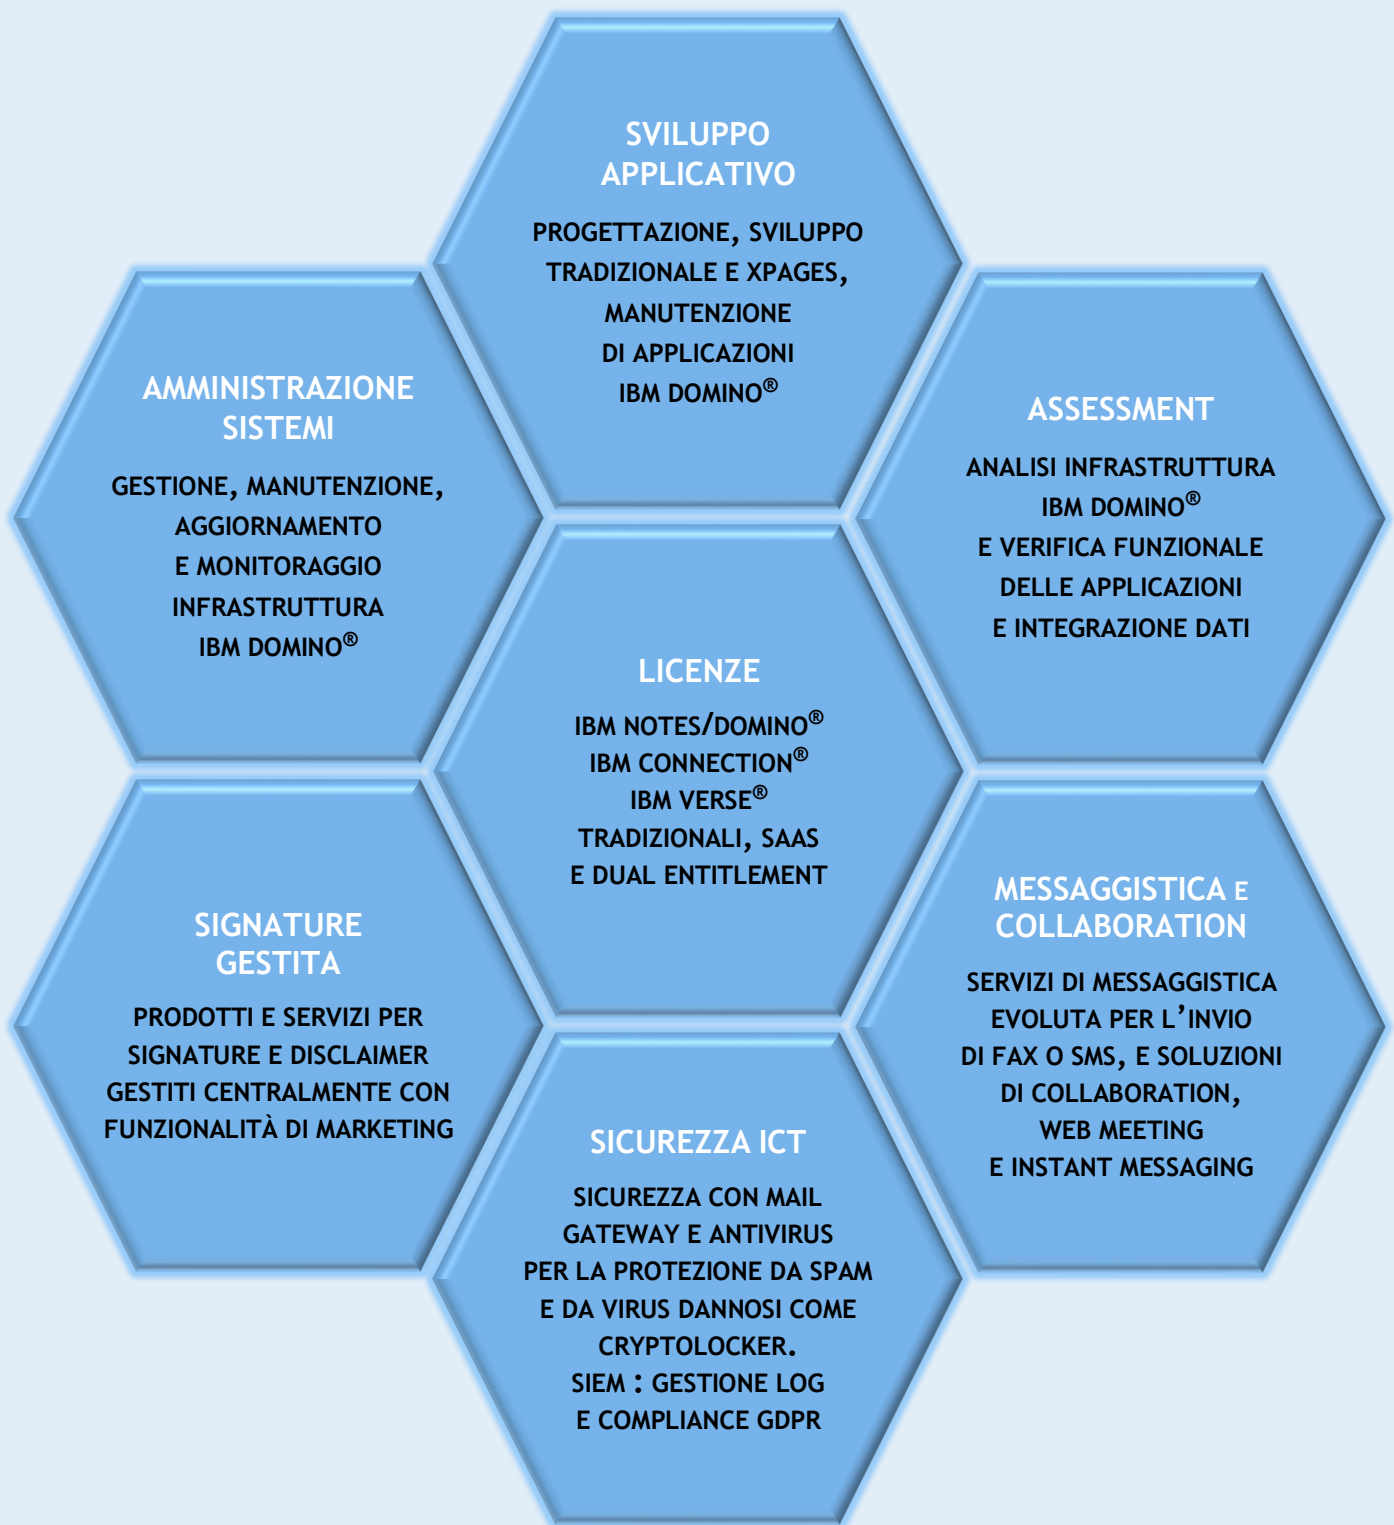 SVILUPPO
APPLICATIVO
PROGETTAZIONE, SVILUPPO
TRADIZIONALE E XPAGES,
MANUTENZIONE
DI APPLICAZIONI
IBM DOMINO®
AMMINISTRAZIONE
SISTEMI
GESTIONE, MANUTENZIONE,
AGGIORNAMENTO
E MONITORAGGIO
INFRASTRUTTURA
IBM DOMINO®
ASSESSMENT
ANALISI INFRASTRUTTURA
IBM DOMINO®
E VERIFICA FUNZIONALE
DELLE APPLICAZIONI
E INTEGRAZIONE DATI
LICENZE
IBM NOTES/DOMINO®
IBM CONNECTION®
IBM VERSE®
TRADIZIONALI, SAAS
E DUAL ENTITLEMENT
SIGNATURE
GESTITA
PRODOTTI E SERVIZI PER
SIGNATURE E DISCLAIMER
GESTITI CENTRALMENTE CON
FUNZIONALITÀ DI MARKETING
MESSAGGISTICA E
COLLABORATION
SERVIZI DI MESSAGGISTICA
EVOLUTA PER L’INVIO
DI FAX O SMS, E SOLUZIONI
DI COLLABORATION,
WEB MEETING
E INSTANT MESSAGING
SICUREZZA ICT
SICUREZZA CON MAIL
GATEWAY E ANTIVIRUS
PER LA PROTEZIONE DA SPAM
E DA VIRUS DANNOSI COME
CRYPTOLOCKER.
SIEM : GESTIONE LOG
E COMPLIANCE GDPR